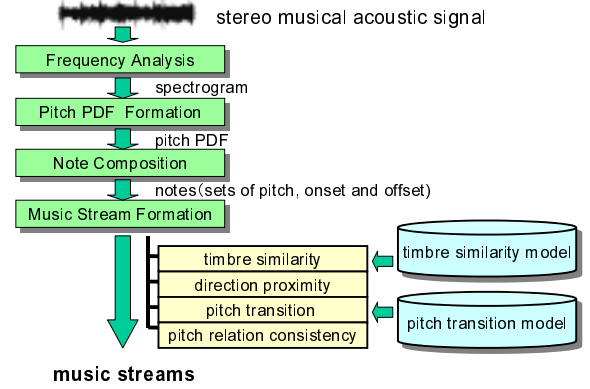 stereo musical acoustic signal
Frequency Analysis
spectrogram
Pitch PDF Formation
pitch PDF
Note Composition
notes(sets of pitch, onset and offset)
Music Stream Formation
timbre similarity
direction proximity
pitch transition
pitch relation consistency
timbre similarity model
pitch transition model
music streams